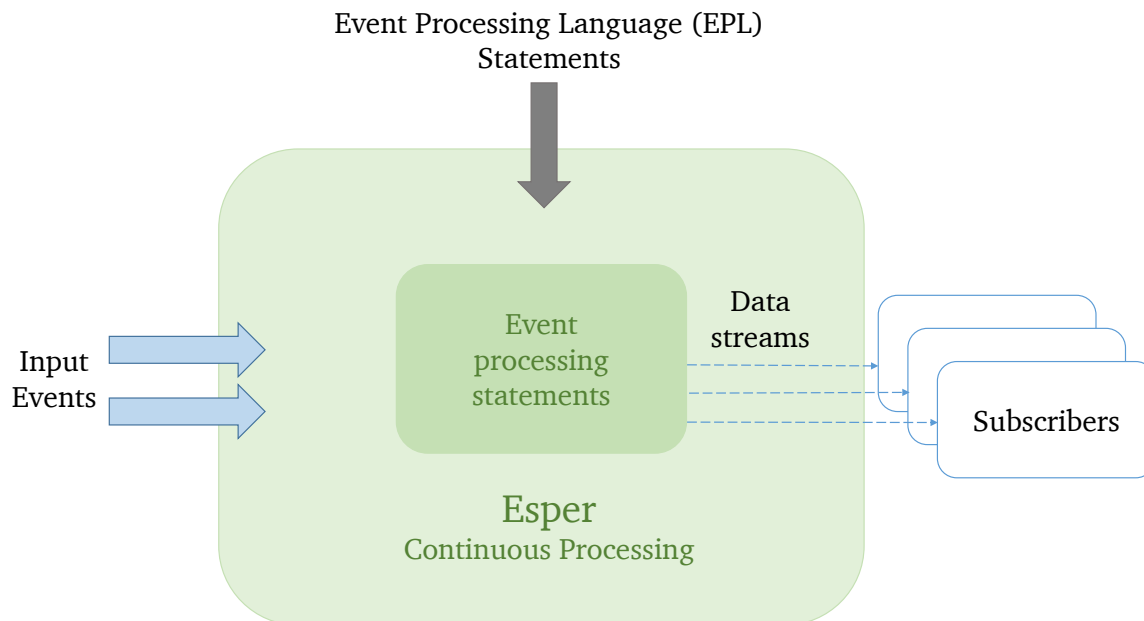 Event Processing Language (EPL)
Statements
Data
streams
Event
processing
statements
Input
Events
Subscribers
Esper
Continuous Processing